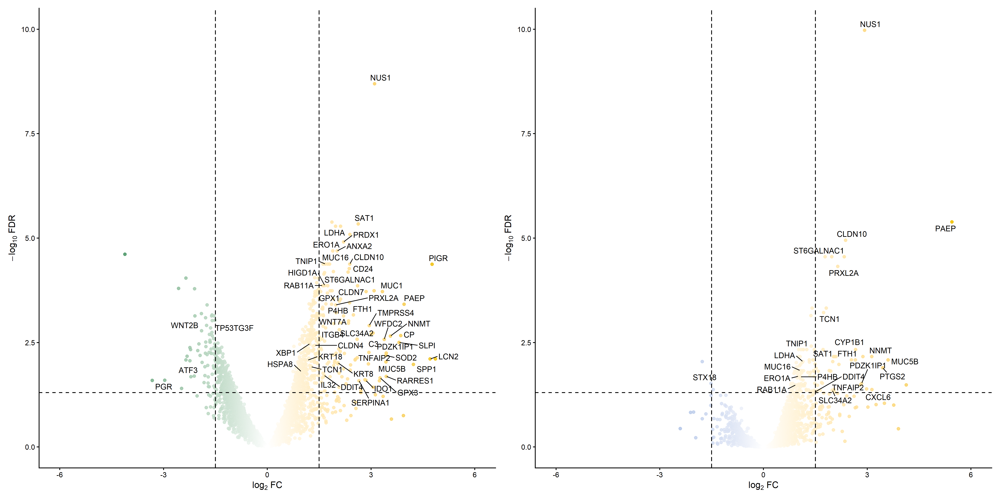 10.0
7.5
5.0
2.5
0.0
-6
-3
0
3
6
−log10 FDR
log2 FC
NUS1
SAT1
LDHA
PRDX1
ERO1A
ANXA2
MUC16
CLDN10
TNIP1
PIGR
CD24
HIGD1A
ST6GALNAC1
RAB11A
MUC1
CLDN7
GPX1
PRXL2A
PAEP
P4HB
FTH1
TMPRSS4
WNT7A
WFDC2
NNMT
WNT2B
TP53TG3F
ITGB4
SLC34A2
CP
C3
PDZK1IP1
SLPI
CLDN4
XBP1
KRT18
TNFAIP2
SOD2
LCN2
HSPA8
TCN1
MUC5B
SPP1
ATF3
KRT8
RARRES1
PGR
IL32
DDIT4
IDO1
GPX3
SERPINA1
10.0
7.5
5.0
2.5
0.0
-6
-3
0
3
6
−log10 FDR
log2 FC
NUS1
PAEP
CLDN10
ST6GALNAC1
PRXL2A
TCN1
TNIP1
CYP1B1
LDHA
SAT1
FTH1
NNMT
MUC16
PDZK1IP1
MUC5B
STX18
ERO1A
P4HB
DDIT4
PTGS2
RAB11A
TNFAIP2
SLC34A2
CXCL6